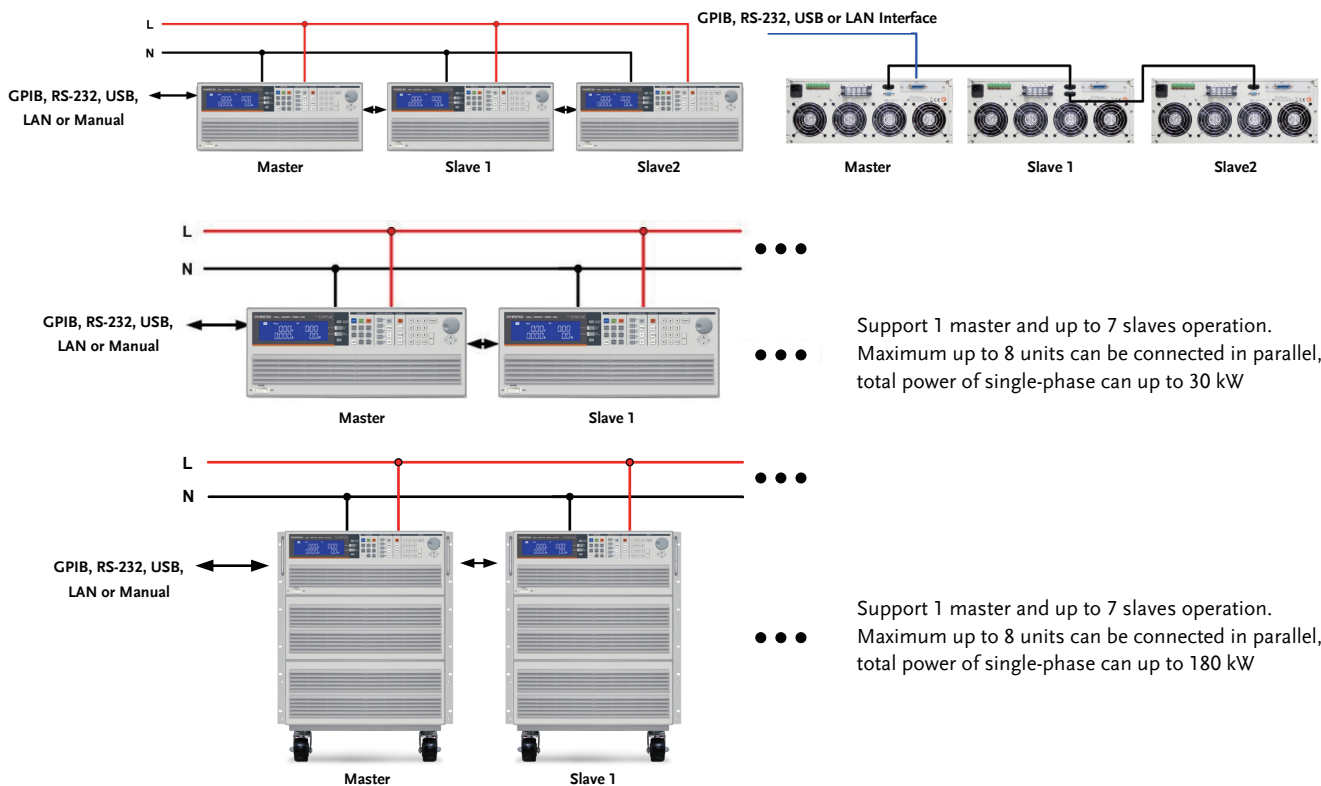 GPIB, RS-232, USB or LAN Interface
L
N
GPIB, RS-232, USB,
LAN or Manual
Master
Slave 1
Slave2
Master
Slave 1
Slave2
L
N
GPIB, RS-232, USB,
LAN or Manual
Master
Slave 1
Support 1 master and up to 7 slaves operation.
Maximum up to 8 units can be connected in parallel,
total power of single-phase can up to 30 kW
L
N
GPIB, RS-232, USB,
LAN or Manual
Master
Slave 1
Support 1 master and up to 7 slaves operation.
Maximum up to 8 units can be connected in parallel,
total power of single-phase can up to 180 kW